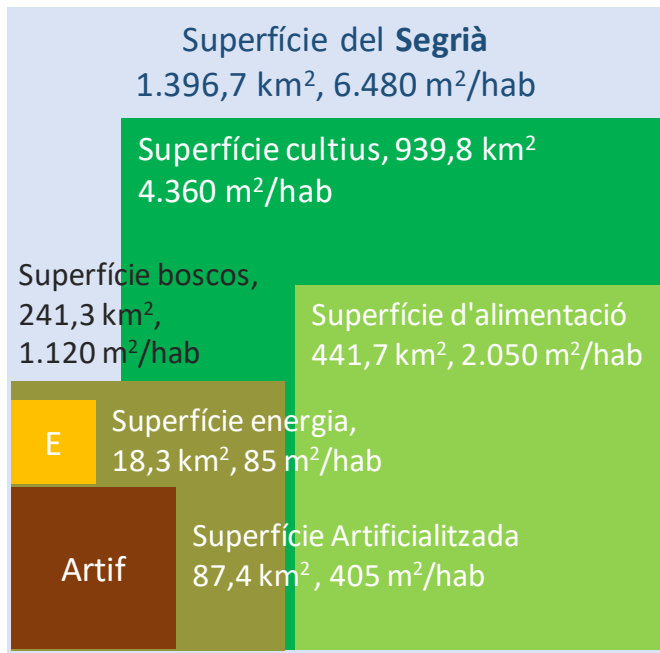 Superfície del Segrià
1.396,7 km², 6.480 m²/hab
Superfície cultius, 939,8 km²
4.360 m²/hab
Superfície boscos,
241,3 km²,
1.120 m²/hab
Superfície d'alimentació
441,7 km², 2.050 m²/hab
E
Superfície energia,
18,3 km², 85 m²/hab
Artif
Superfície Artificialitzada
87,4 km² , 405 m²/hab